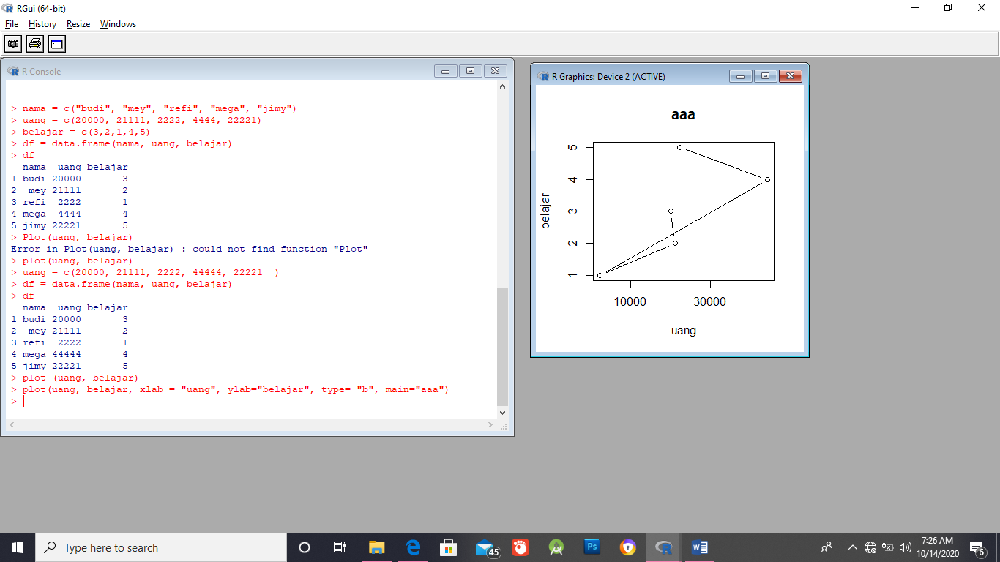 RGui (64-bit)
File History Resize Windows
R Console
> nama = c("budi", "mey", "refi", "mega", "jimy")
> uang = c(20000, 21111, 2222, 4444, 22221)
> belajar = c(3,2,1,4,5)
> df = data.frame(nama, uang, belajar)
> df
  nama  uang belajar
1 budi 20000       3
2  mey 21111       2
3 refi  2222       1
4 mega  4444       4
5 jimy 22221       5
> Plot(uang, belajar)
Error in Plot(uang, belajar) : could not find function "Plot"
> plot(uang, belajar)
> uang = c(20000, 21111, 2222, 44444, 22221  )
> df = data.frame(nama, uang, belajar)
> df
  nama  uang belajar
1 budi 20000       3
2  mey 21111       2
3 refi  2222       1
4 mega 44444       4
5 jimy 22221       5
> plot (uang, belajar)
> plot(uang, belajar, xlab = "uang", ylab="belajar", type= "b", main="aaa")
>
R Graphics: Device 2 (ACTIVE)
aaa
belajar
5
4
3
2
1
10000 30000
uang
Type here to search
45
Ps
7:26 AM
10/14/2020
6